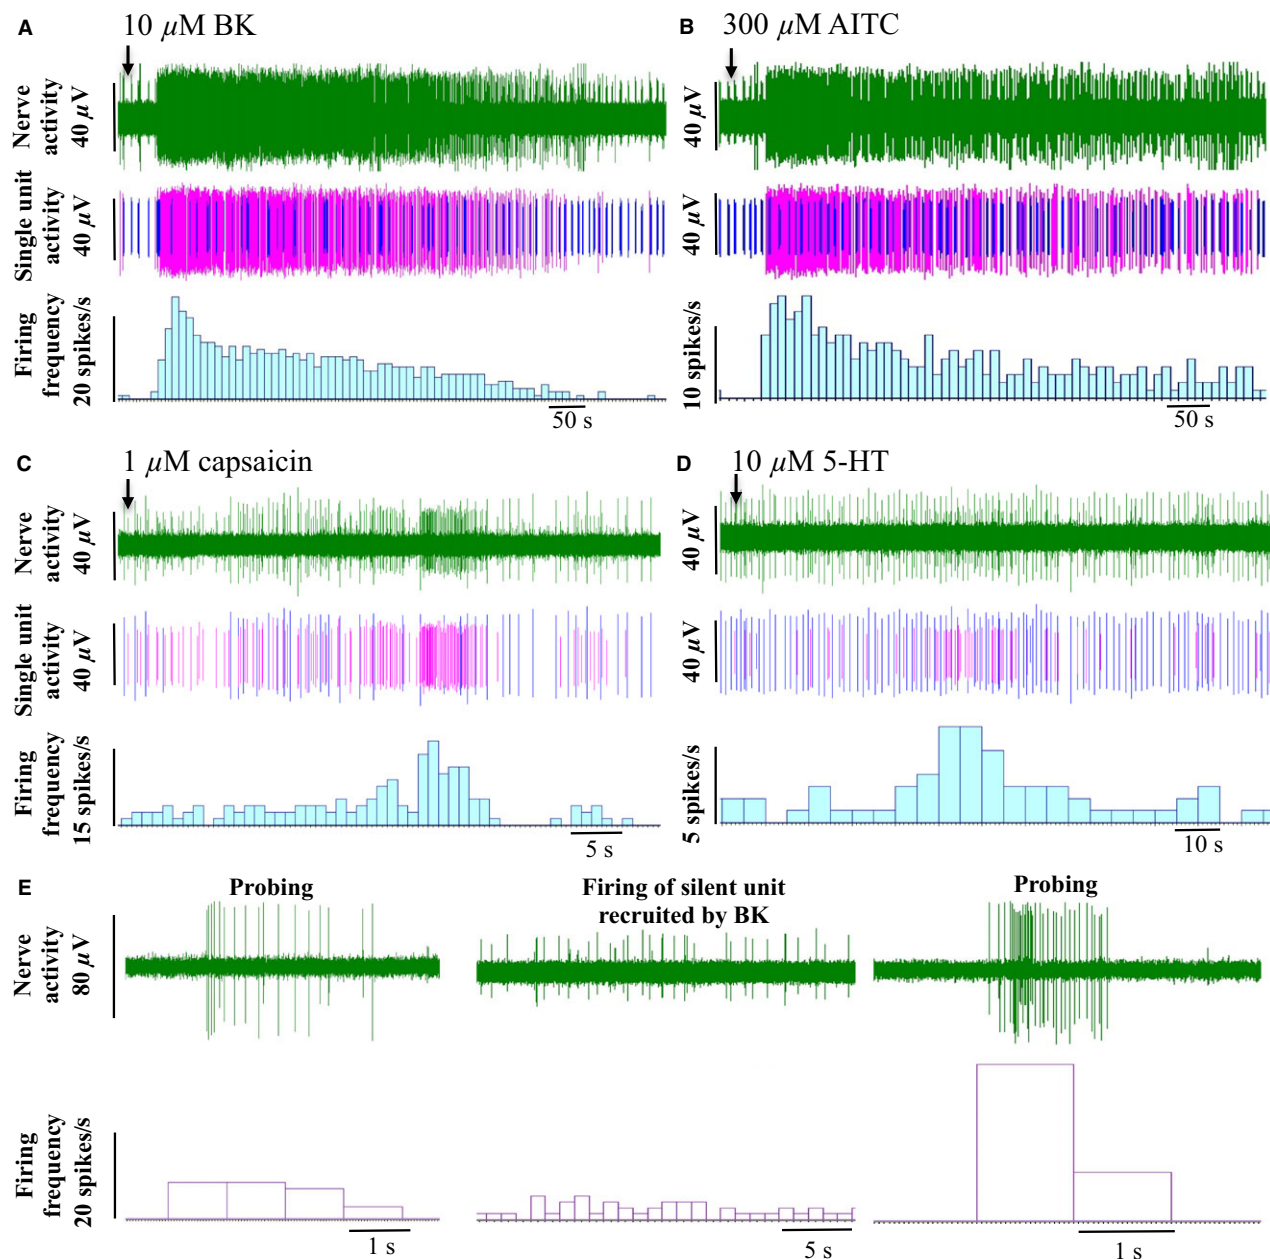 A
10 μM BK
Nerve
activity
40 μV
Single unit
activity
40 μV
Firing
frequency
20 spikes/s
50 s
B
300 μM AITC
40 μV
40 μV
10 spikes/s
50 s
C
1 μM capsaicin
Nerve
activity
40 μV
Single unit
activity
40 μV
Firing
frequency
15 spikes/s
5 s
D
10 μM 5-HT
40 μV
40 μV
5 spikes/s
10 s
E
Probing
Firing of silent unit
recruited by BK
Probing
Nerve
activity
80 μV
Firing
frequency
20 spikes/s
1 s
5 s
1 s